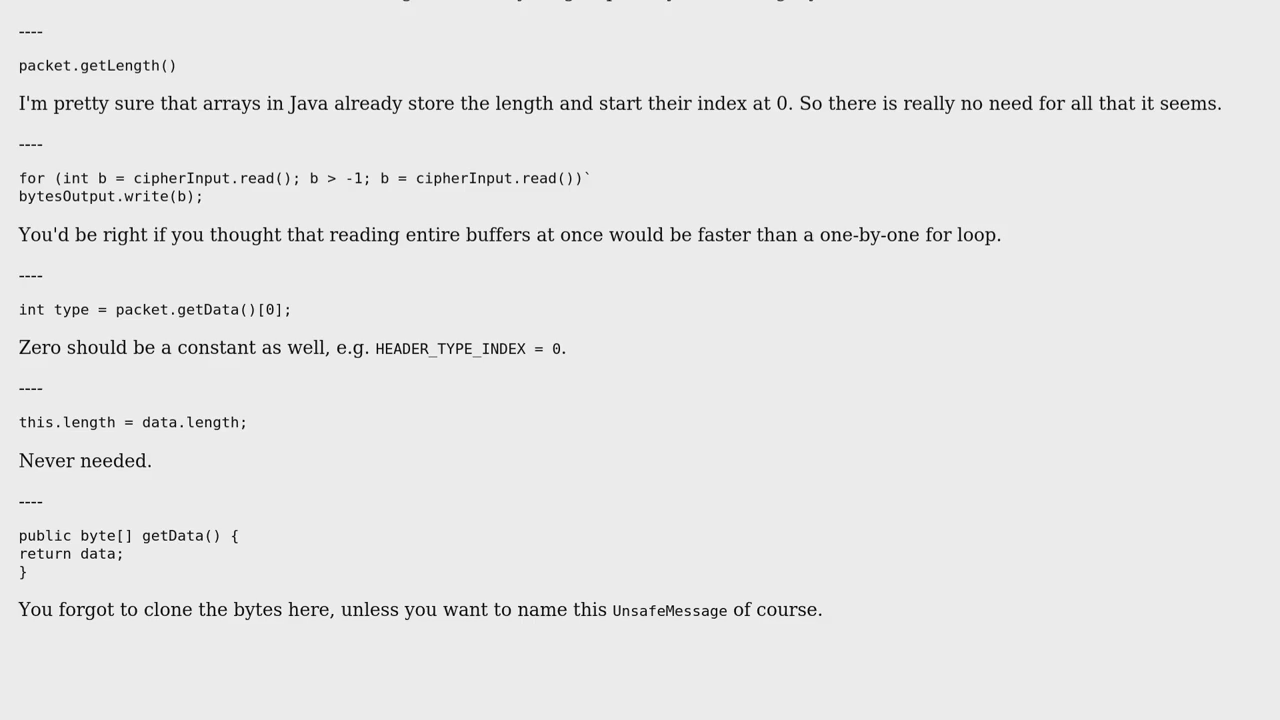 ----
packet.getLength()
I'm pretty sure that arrays in Java already store the length and start their index at 0. So there is really no need for all that it seems.
----
for (int b = cipherInput.read(); b > -1; b = cipherInput.read())`
bytesOutput.write(b);
You'd be right if you thought that reading entire buffers at once would be faster than a one-by-one for loop.
----
int type = packet.getData()[0];
Zero should be a constant as well, e.g. HEADER_TYPE_INDEX = 0.
----
this.length = data.length;
Never needed.
----
public byte[] getData() {
return data;
}
You forgot to clone the bytes here, unless you want to name this UnsafeMessage of course.